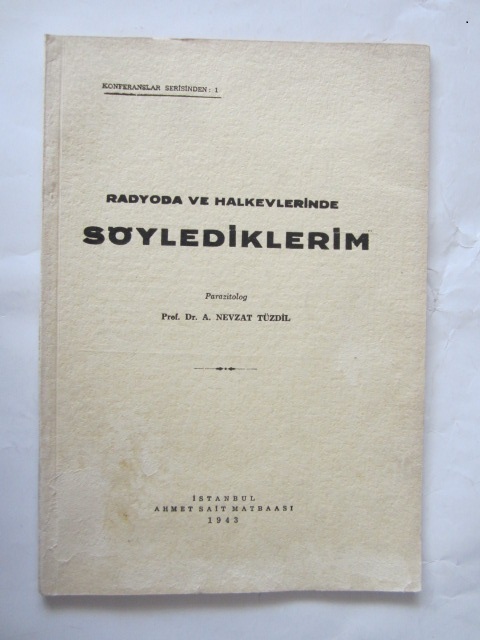 KONFERANSLAR SERİSİNDEN: 1
RADYODA VE HALKEVLERİNDE
SÖYLEDİKLERİM
Parazitolog
Prof. Dr. A. NEVZAT TÜZDİL
İSTANBUL
AHMET SAİT MATBAASI
1943